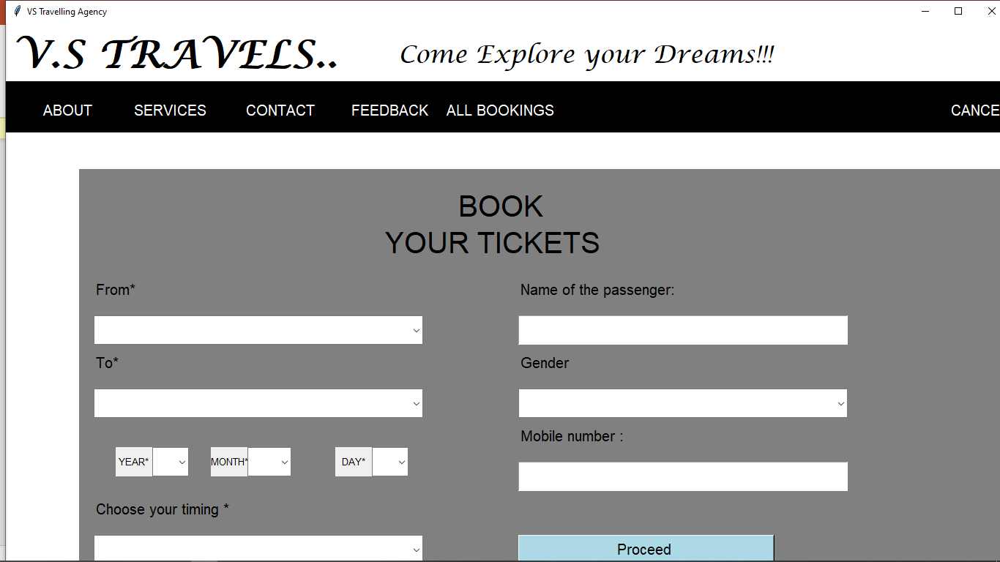 VS Travelling Agency
V.S TRAVELS..
Come Explore your Dreams!!!
ABOUT SERVICES CONTACT FEEDBACK ALL BOOKINGS CANCE
BOOK
YOUR TICKETS
From*
Name of the passenger:
To*
Gender
Mobile number :
YEAR* MONTH* DAY*
Choose your timing *
Proceed